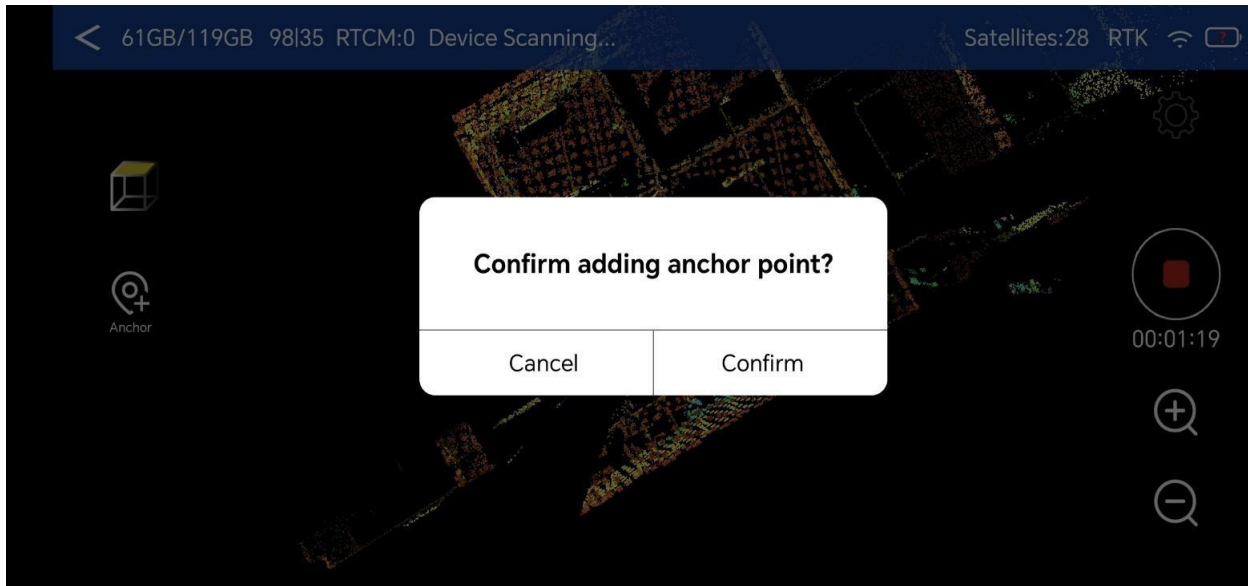 61GB/119GB 98|35 RTCM:0 Device Scanning... Satellites:28 RTK ?
Confirm adding anchor point?
Anchor
Cancel Confirm
00:01:19